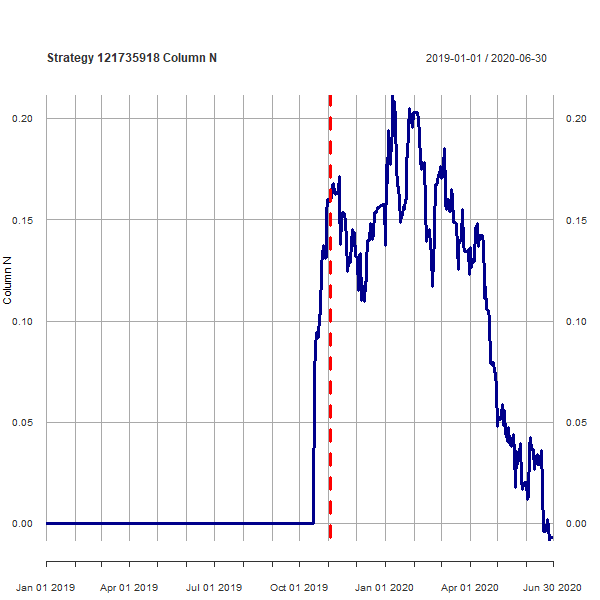 Strategy 121735918 Column N
2019-01-01 / 2020-06-30
0.20
0.20
0.15
0.15
Column N
0.10
0.10
0.05
0.05
0.00
0.00
Jan 01 2019
Apr 01 2019
Jul 01 2019
Oct 01 2019
Jan 01 2020
Apr 01 2020
Jun 30 2020